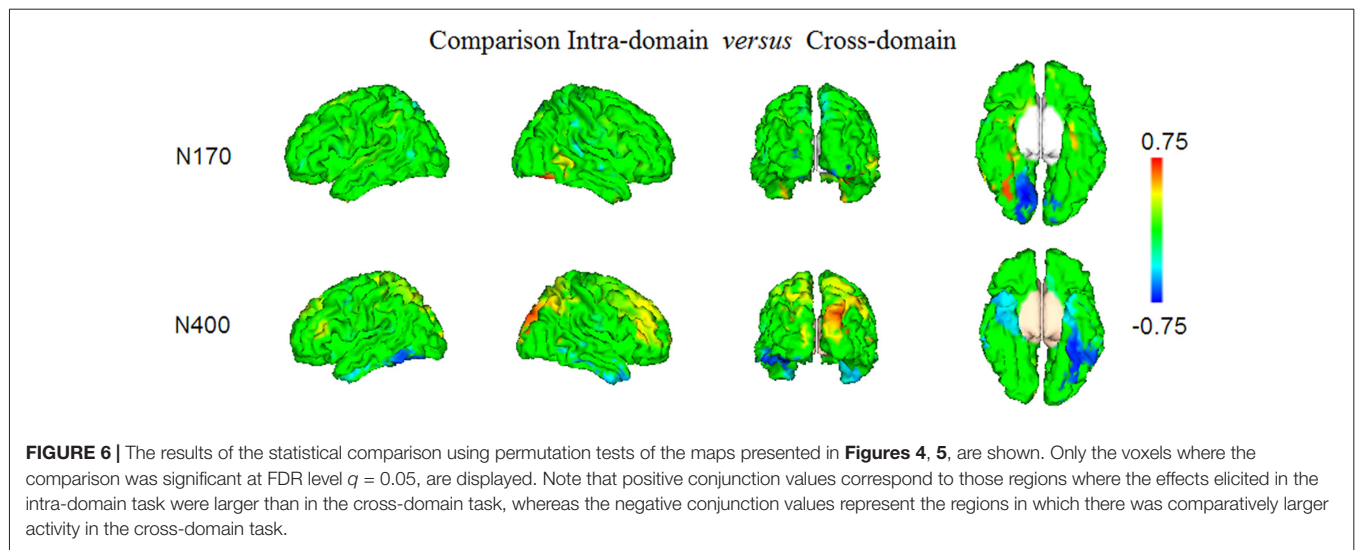 Comparison Intra-domain versus Cross-domain
N170
0.75
N400
-0.75
FIGURE 6 | The results of the statistical comparison using permutation tests of the maps presented in Figures 4, 5, are shown. Only the voxels where the
comparison was significant at FDR level q = 0.05, are displayed. Note that positive conjunction values correspond to those regions where the effects elicited in the
intra-domain task were larger than in the cross-domain task, whereas the negative conjunction values represent the regions in which there was comparatively larger
activity in the cross-domain task.